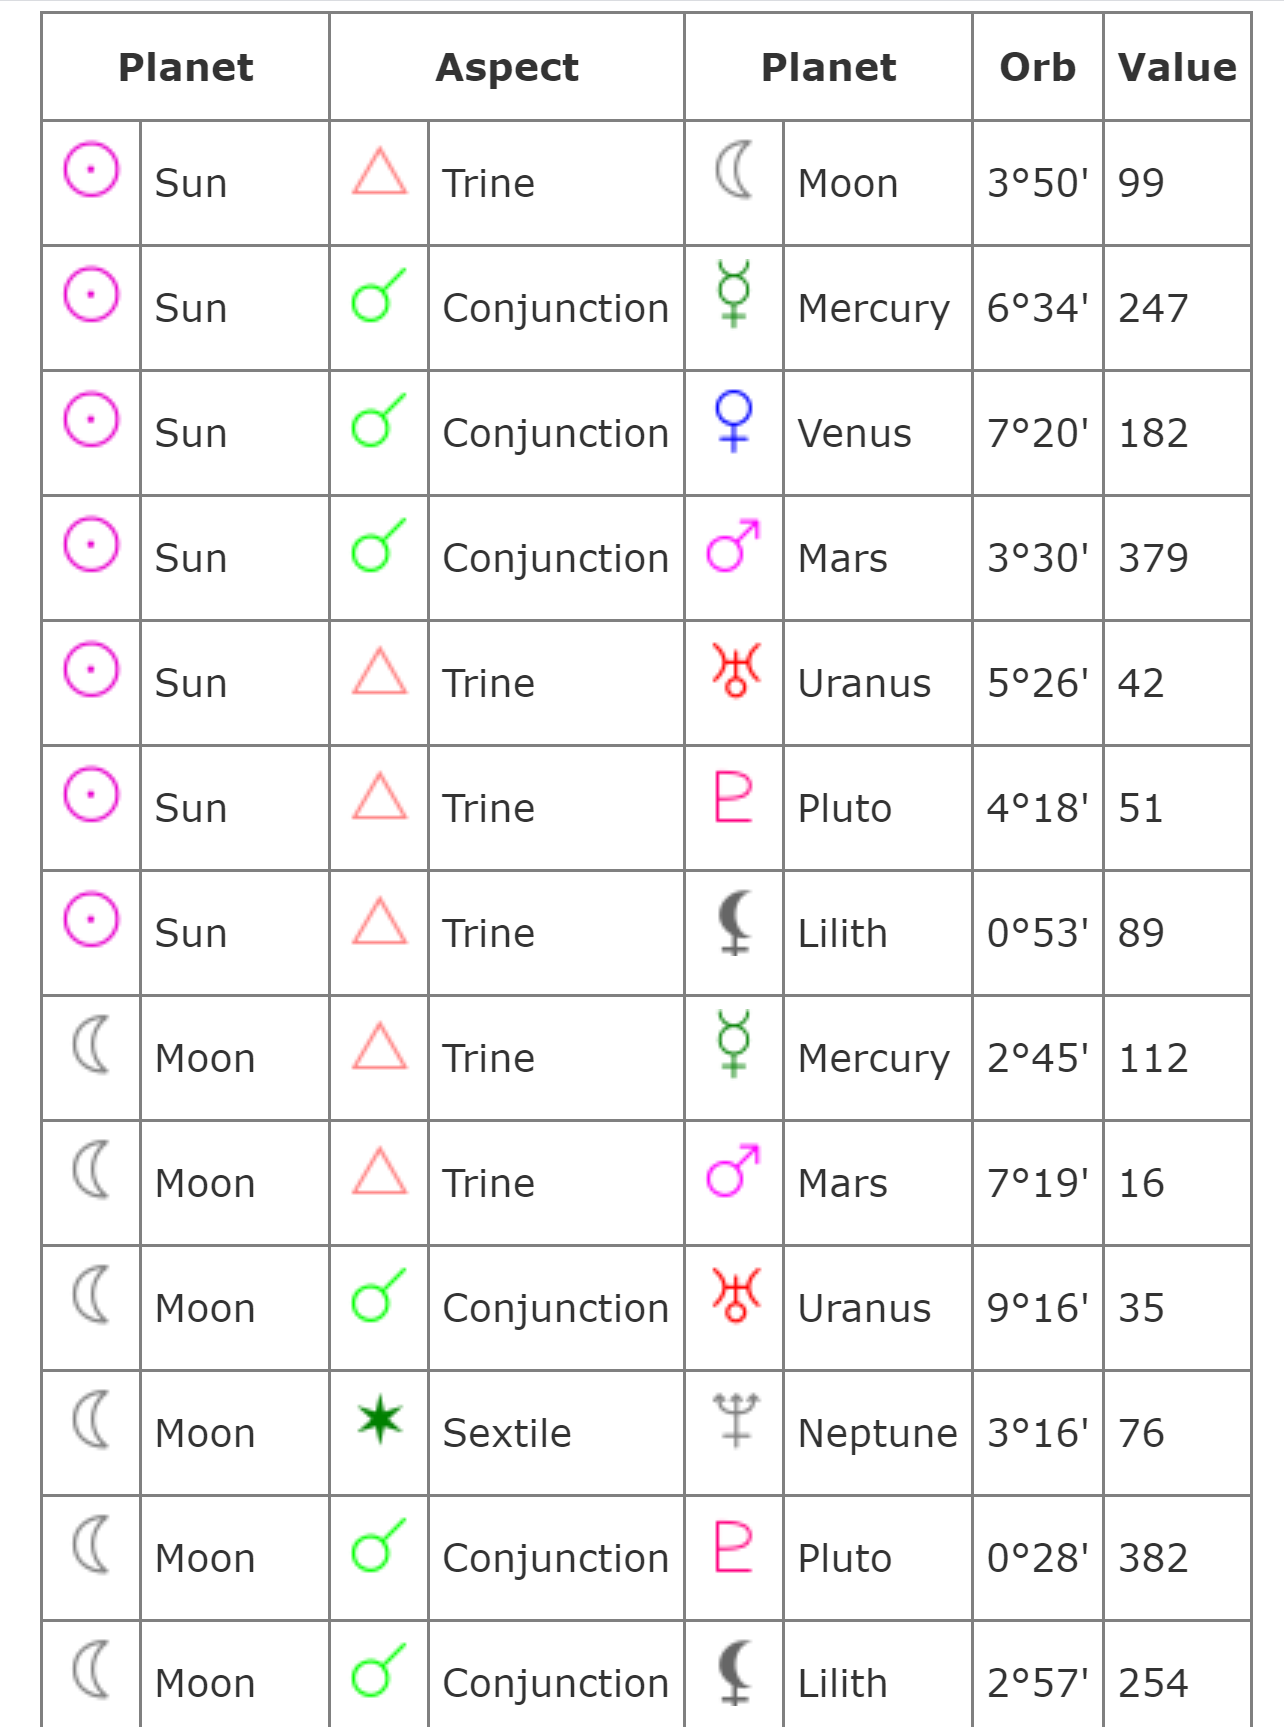 Planet Aspect Planet Orb Value
Sun Trine Moon 3°50' 99
Sun Conjunction Mercury 6°34' 247
Sun Conjunction Venus 7°20' 182
Sun Conjunction Mars 3°30' 379
Sun Trine Uranus 5°26' 42
Sun Trine Pluto 4°18' 51
Sun Trine Lilith 0°53' 89
Moon Trine Mercury 2°45' 112
Moon Trine Mars 7°19' 16
Moon Conjunction Uranus 9°16' 35
Moon Sextile Neptune 3°16' 76
Moon Conjunction Pluto 0°28' 382
Moon Conjunction Lilith 2°57' 254